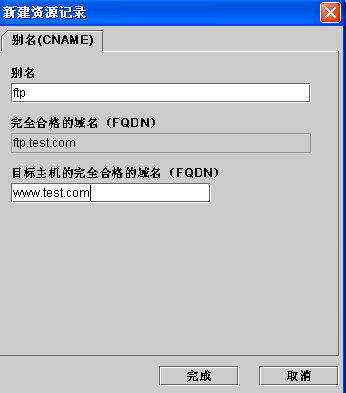 新建资源记录
别名(CNAME)
别名
ftp
完全合格的域名（FQDN）
ftp.test.com
目标主机的完全合格的域名（FQDN）
www.test.com
完成
取消